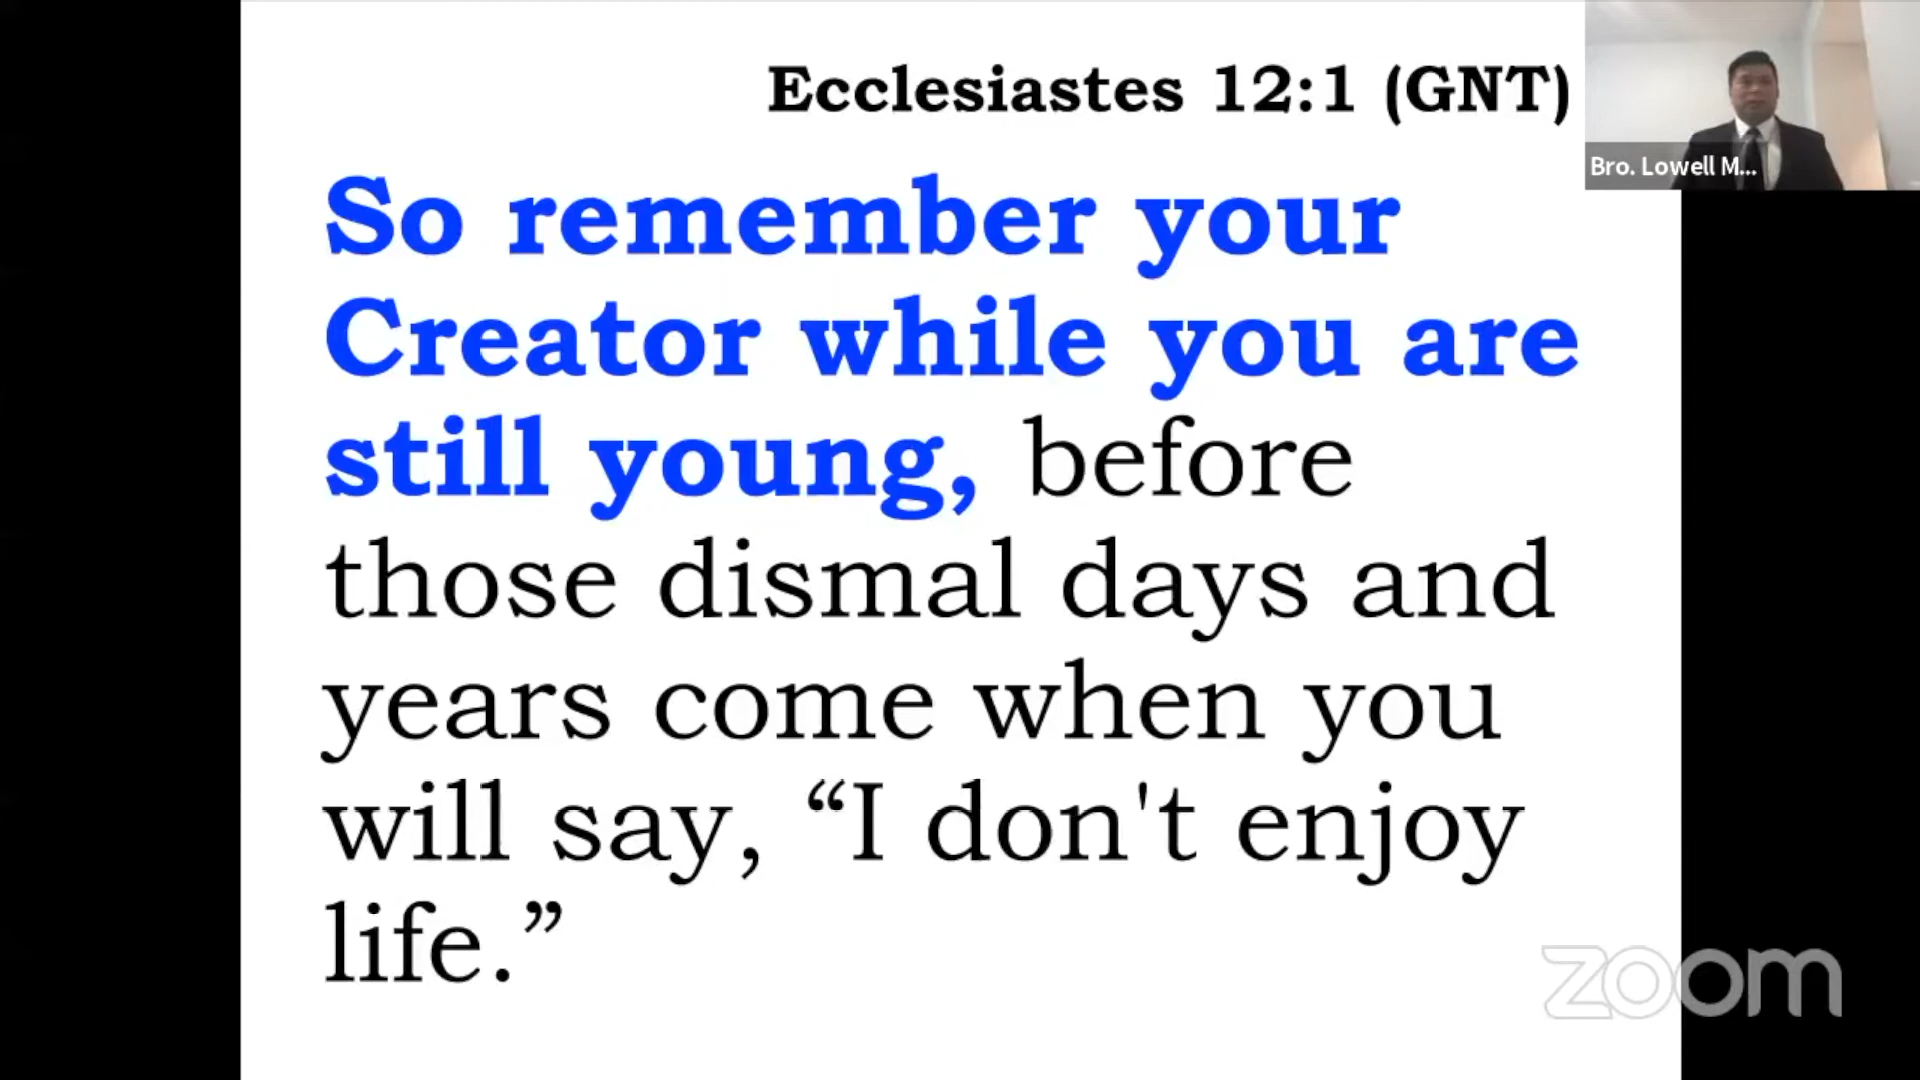 Ecclesiastes 12:1 (GNT)
Bro. Lowell M...
So remember your
Creator while you are
still young, before
those dismal days and
years come when you
will say, “I don't enjoy
life.”
zoom